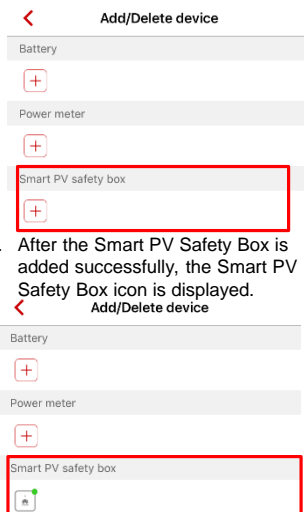 Add/Delete device
Battery
Power meter
Smart PV safety box
. After the Smart PV Safety Box is
added successfully, the Smart PV
Safety Box icon is displayed.
Add/Delete device
Battery
Power meter
Smart PV safety box